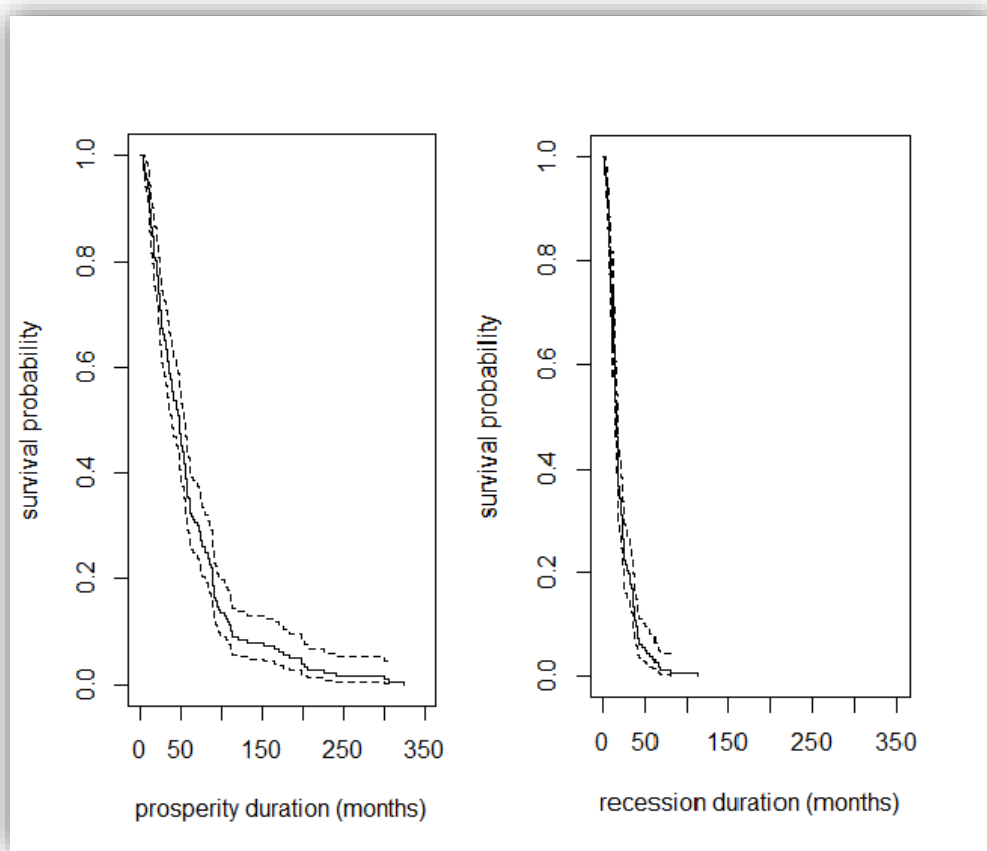 survival probability
1.0
0.8
0.6
0.4
0.2
0.0
0 50 150 250 350
prosperity duration (months)
survival probability
1.0
0.8
0.6
0.4
0.2
0.0
0 50 150 250 350
recession duration (months)